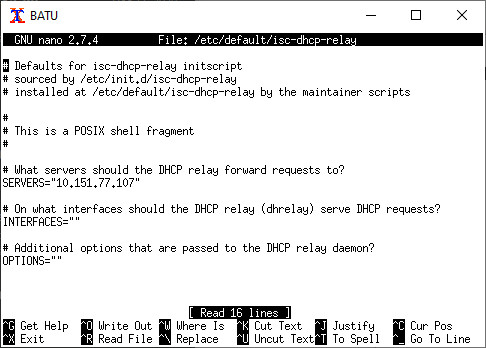 BATU
GNU nano 2.7.4 File: /etc/default/isc-dhcp-relay
# Defaults for isc-dhcp-relay initscript
# sourced by /etc/init.d/isc-dhcp-relay
# installed at /etc/default/isc-dhcp-relay by the maintainer scripts
#
# This is a POSIX shell fragment
#
# What servers should the DHCP relay forward requests to?
SERVERS="10.151.77.107"
# On what interfaces should the DHCP relay (dhrelay) serve DHCP requests?
INTERFACES=""
# Additional options that are passed to the DHCP relay daemon?
OPTIONS=""
[ Read 16 lines ]
^G Get Help ^O Write Out ^W Where Is ^K Cut Text ^J Justify ^C Cur Pos
^X Exit ^R Read File ^\ Replace ^U Uncut Text ^T To Spell ^_ Go To Line